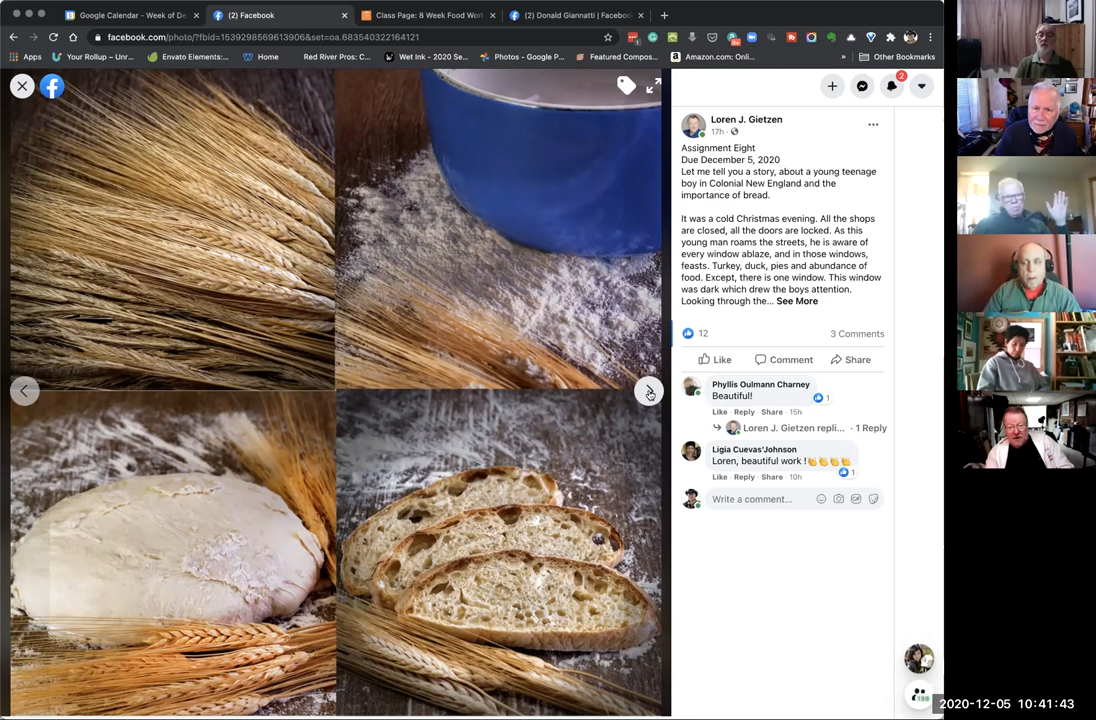 Google Calendar - Week of De
(2) Facebook
Class Page: 8 Week Food Wor
(2) Donald Giannatti | Faceboo
facebook.com/photo/?fbid=1539298569613906&set=oa.683540322164121
Apps
Your Rollup – Unr...
Envato Elements:...
Home
Red River Pros: C...
Wet Ink - 2020 Se...
Photos - Google P...
Featured Compos...
Amazon.com: Onli...
»
Other Bookmarks
2
Loren J. Gietzen
17h ·
Assignment Eight
Due December 5, 2020
Let me tell you a story, about a young teenage
boy in Colonial New England and the
importance of bread.
It was a cold Christmas evening. All the shops
are closed, all the doors are locked. As this
young man roams the streets, he is aware of
every window ablaze, and in those windows,
feasts. Turkey, duck, pies and abundance of
food. Except, there is one window. This window
was dark which drew the boys attention.
Looking through the... See More
12
3 Comments
Like
Comment
Share
Phyllis Oulmann Charney
Beautiful!
1
Like · Reply · Share · 15h
Loren J. Gietzen repli... · 1 Reply
Ligia Cuevas'Johnson
Loren, beautiful work !👏👏👏👏
1
Like · Reply · Share · 10h
Write a comment...
GIF
138
2020-12-05 10:41:43